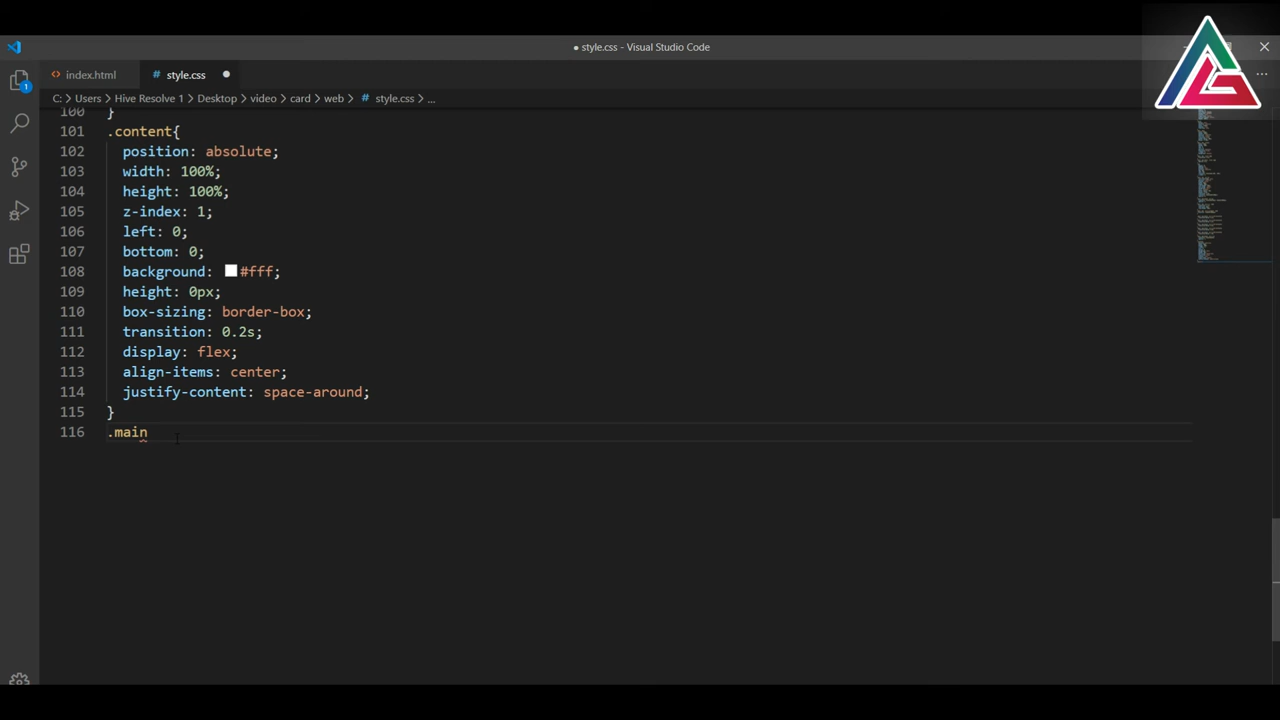 style.css - Visual Studio Code
index.html
# style.css
C: > Users > Hive Resolve 1 > Desktop > video > card > web > # style.css > ...
1
100 }
101 .content{
102 position: absolute;
103 width: 100%;
104 height: 100%;
105 z-index: 1;
106 left: 0;
107 bottom: 0;
108 background: #fff;
109 height: 0px;
110 box-sizing: border-box;
111 transition: 0.2s;
112 display: flex;
113 align-items: center;
114 justify-content: space-around;
115 }
116 .main